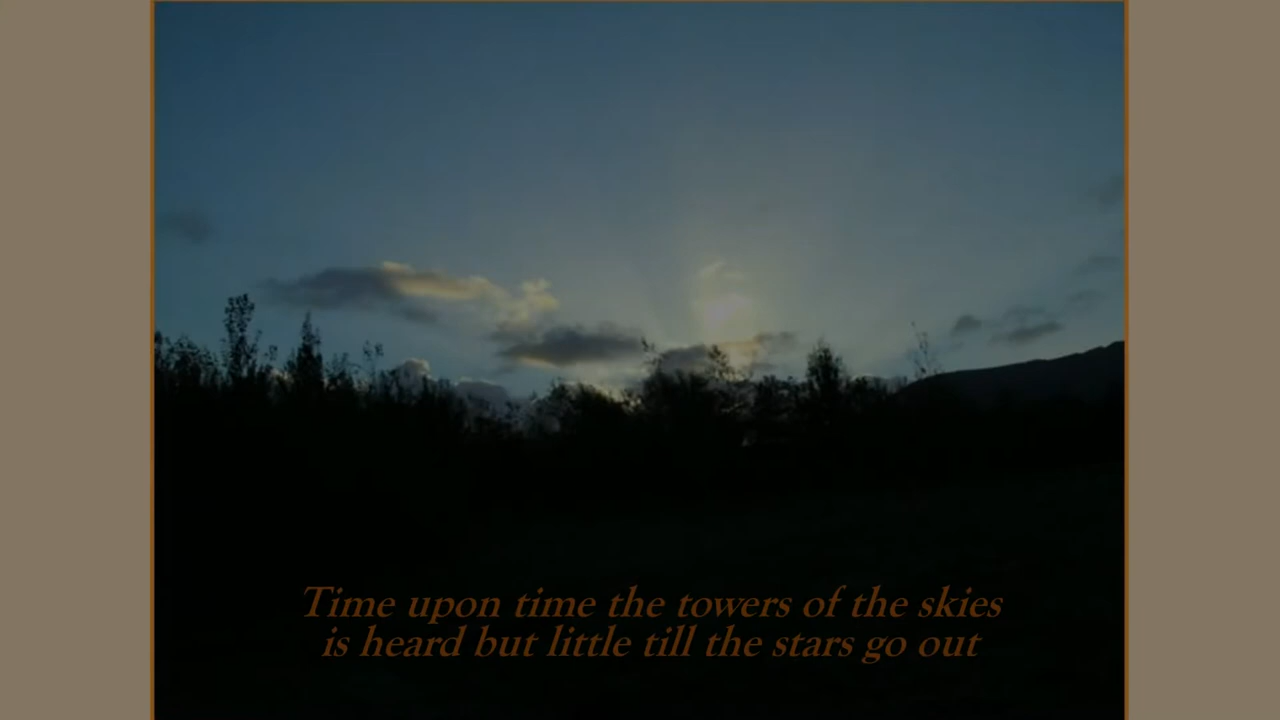 Time upon time the towers of the skies
is heard but little till the stars go out